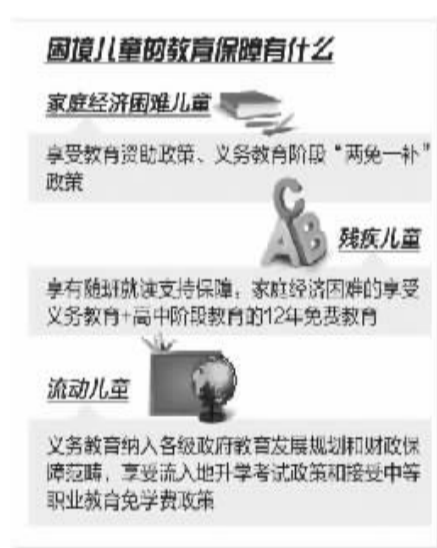 困境儿童的教育保障有什么
家庭经济困难儿童
享受教育资助政策、义务教育阶段“两免一补”
政策
C
AB
残疾儿童
享有随班就读支持保障，家庭经济困难的享受
义务教育+高中阶段教育的12年免费教育
流动儿童
义务教育纳入各级政府教育发展规划和财政保
障范畴，享受流入地升学考试政策和接受中等
职业教育免学费政策